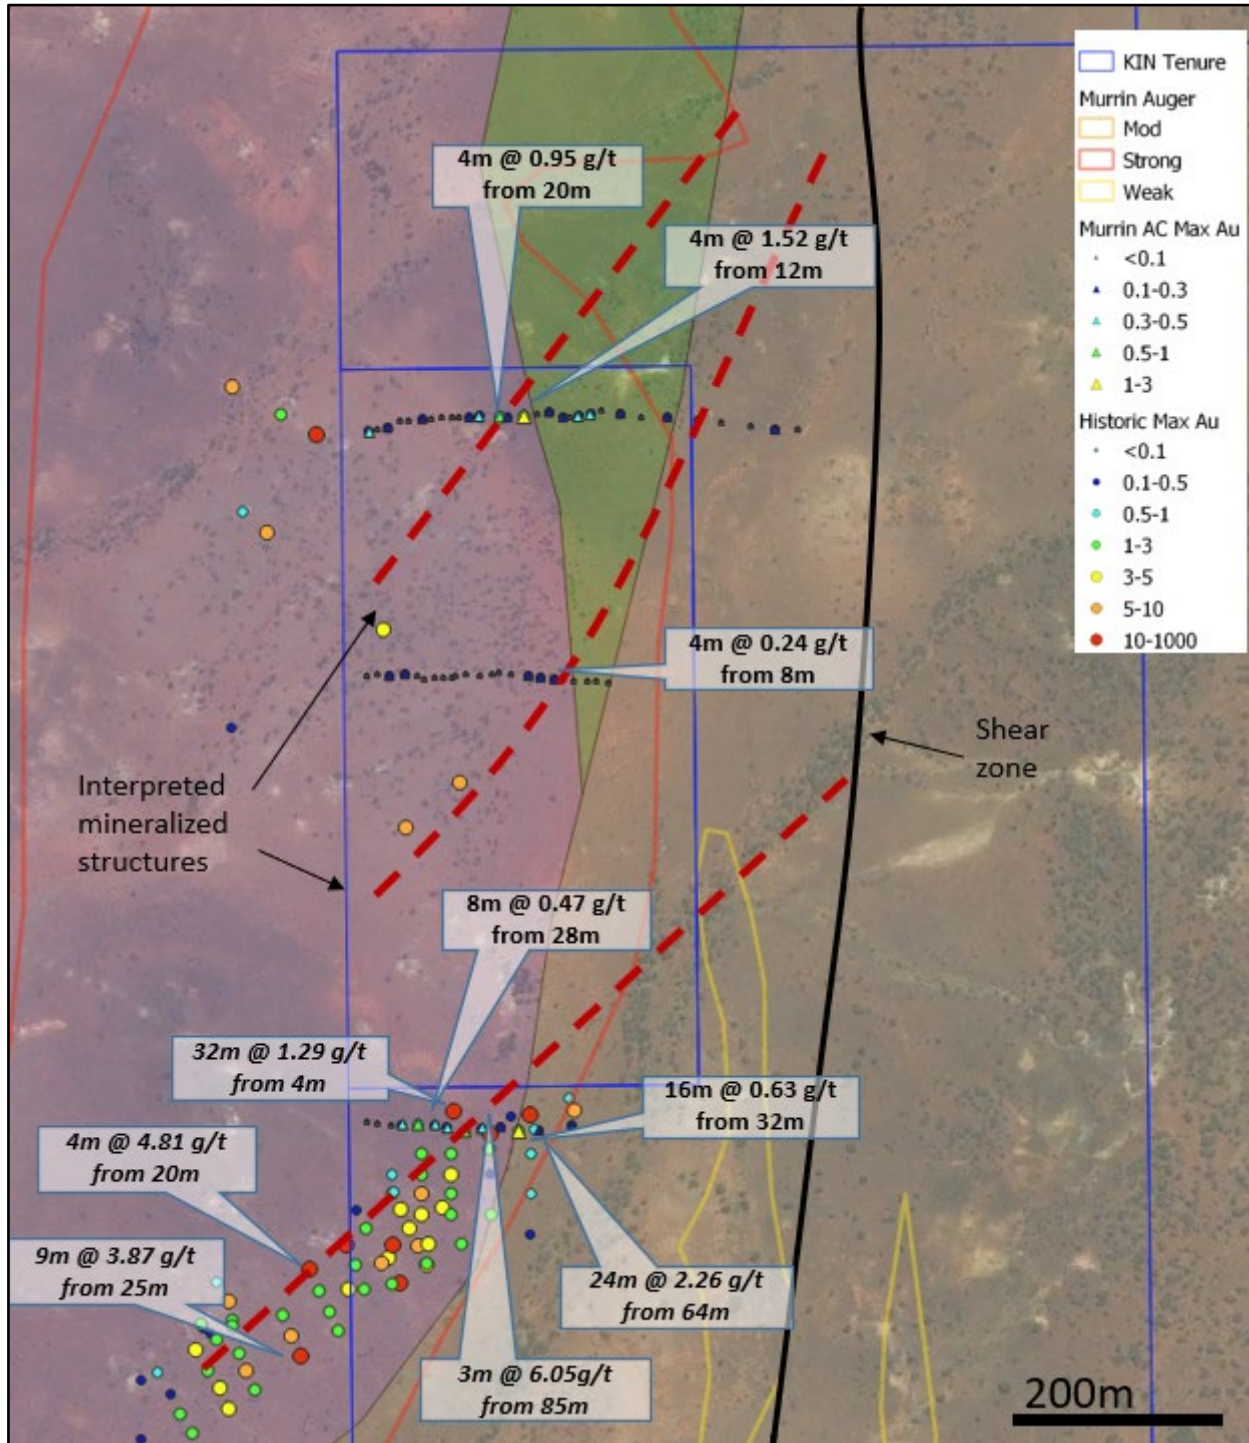 KIN Tenure
Murrin Auger
Mod
Strong
Weak
Murrin AC Max Au
<0.1
0.1-0.3
0.3-0.5
0.5-1
1-3
Historic Max Au
<0.1
0.1-0.5
0.5-1
1-3
3-5
5-10
10-1000
4m @ 0.95 g/t
from 20m
4m @ 1.52 g/t
from 12m
4m @ 0.24 g/t
from 8m
Shear
zone
Interpreted
mineralized
structures
8m @ 0.47 g/t
from 28m
32m @ 1.29 g/t
from 4m
16m @ 0.63 g/t
from 32m
4m @ 4.81 g/t
from 20m
9m @ 3.87 g/t
from 25m
24m @ 2.26 g/t
from 64m
3m @ 6.05g/t
from 85m
200m